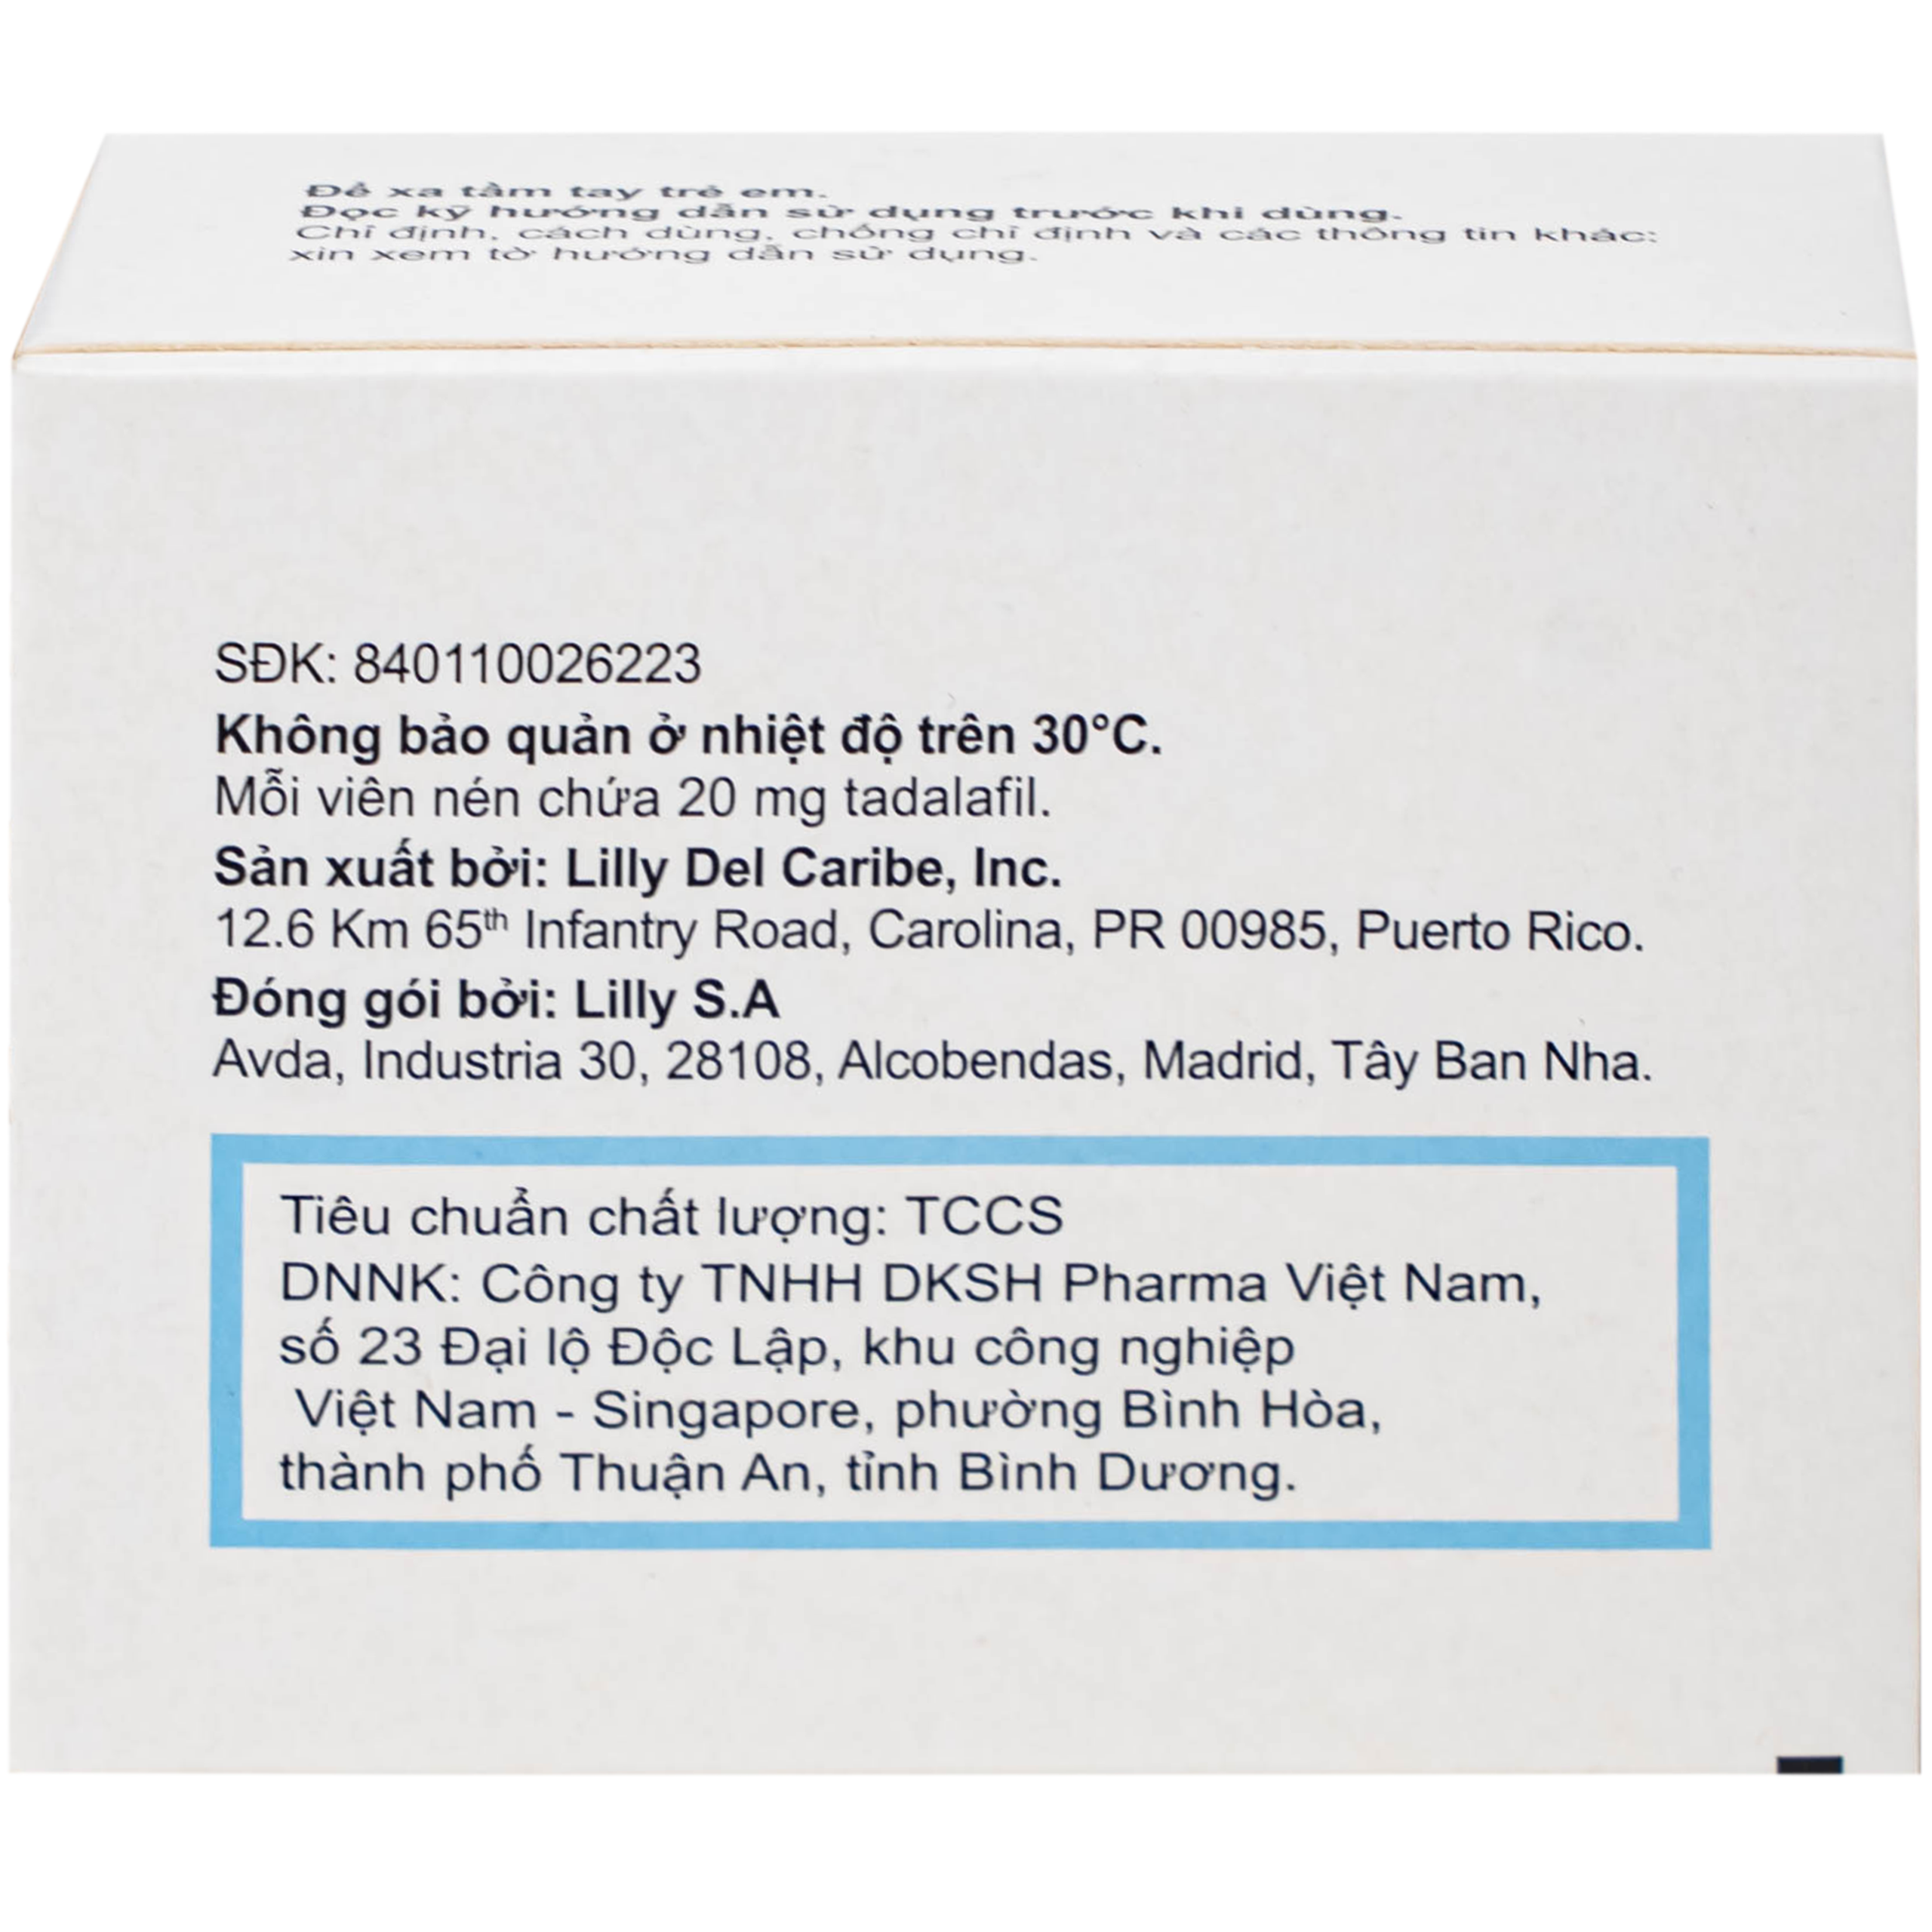 Để xa tầm tay trẻ em.
Đọc kỹ hướng dẫn sử dụng trước khi dùng.
Chỉ định, cách dùng, chống chỉ định và các thông tin khác:
xin xem tờ hướng dẫn sử dụng.
SĐK: 840110026223
Không bảo quản ở nhiệt độ trên 30°C.
Mỗi viên nén chứa 20 mg tadalafil.
Sản xuất bởi: Lilly Del Caribe, Inc.
12.6 Km 65th Infantry Road, Carolina, PR 00985, Puerto Rico.
Đóng gói bởi: Lilly S.A
Avda, Industria 30, 28108, Alcobendas, Madrid, Tây Ban Nha.
Tiêu chuẩn chất lượng: TCCS
DNNK: Công ty TNHH DKSH Pharma Việt Nam,
số 23 Đại lộ Độc Lập, khu công nghiệp
Việt Nam - Singapore, phường Bình Hòa,
thành phố Thuận An, tỉnh Bình Dương.